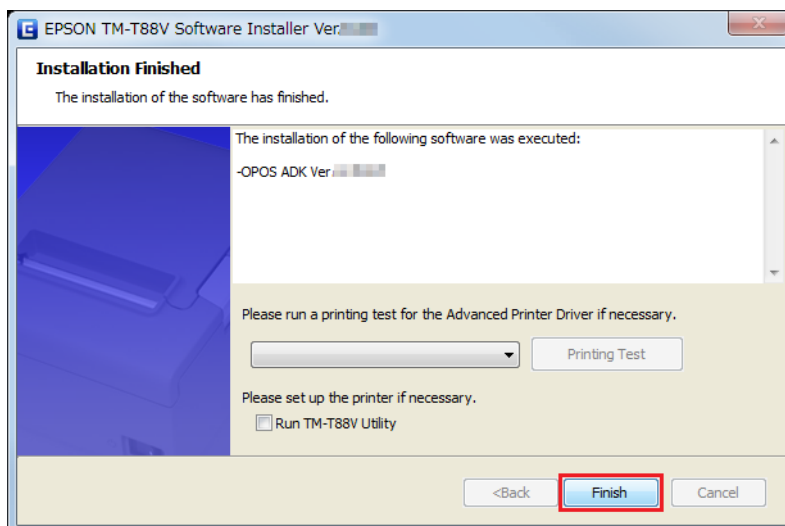 EPSON TM-T88V Software Installer Ver.
Installation Finished
The installation of the software has finished.
The installation of the following software was executed:
-OPOS ADK Ver
Please run a printing test for the Advanced Printer Driver if necessary.
Printing Test
Please set up the printer if necessary.
Run TM-T88V Utility
<Back Finish Cancel